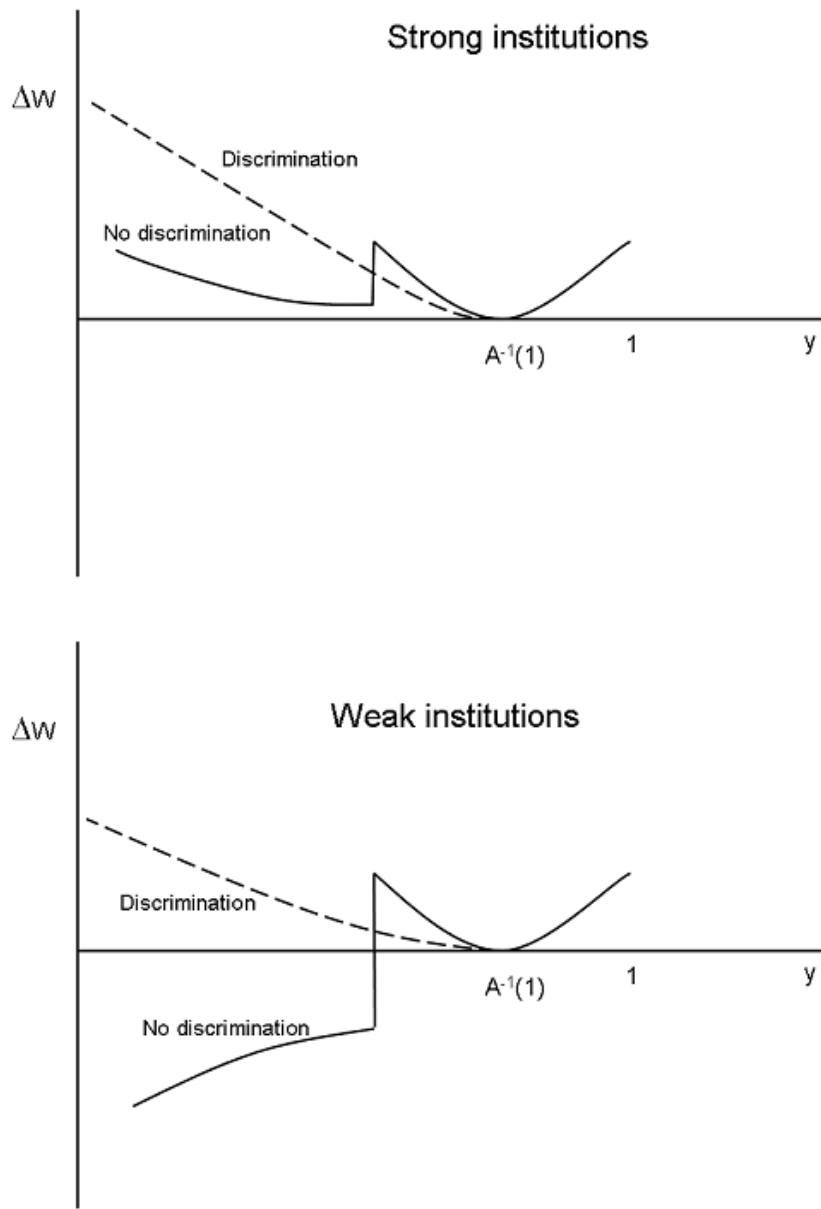 Strong institutions
ΔW
Discrimination
No discrimination
A⁻¹(1)
1
y
Weak institutions
ΔW
Discrimination
No discrimination
A⁻¹(1)
1
y